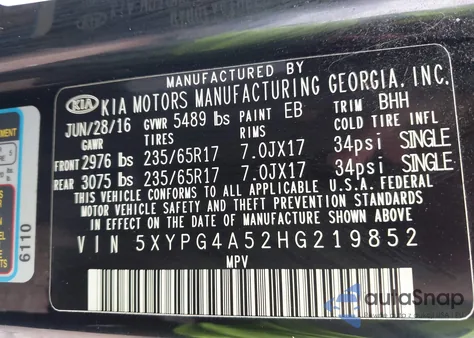 MANUFACTURED BY
KIA KIA MOTORS MANUFACTURING GEORGIA, INC.
JUN/28/16 GVWR 5489 lbs PAINT EB TRIM BHH
GAWR TIRES RIMS COLD TIRE INFL
FRONT 2976 lbs 235/65R17 7.0JX17 34psi SINGLE
REAR 3075 lbs 235/65R17 7.0JX17 34psi SINGLE
THIS VEHICLE CONFORMS TO ALL APPLICABLE U.S.A. FEDERAL
MOTOR VEHICLE SAFETY AND THEFT PREVENTION STANDARDS
IN EFFECT ON THE DATE OF MANUFACTURE SHOWN ABOVE.
VIN 5XYPG4A52HG219852
MPV
6110
autoSnap